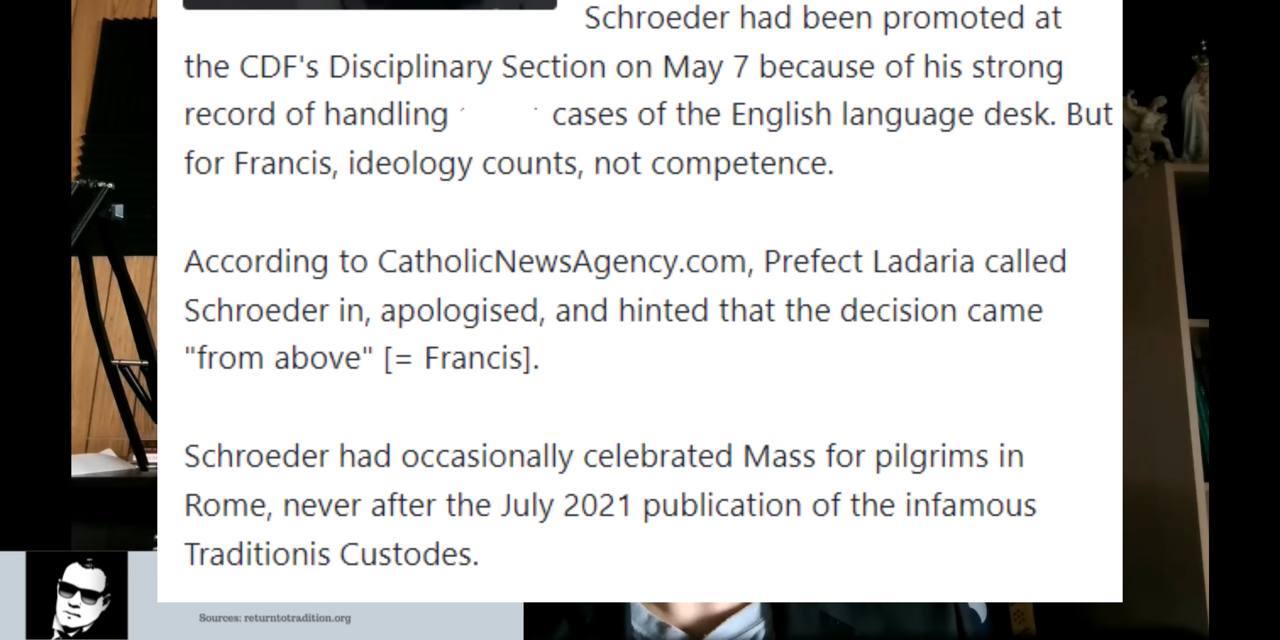 Schroeder had been promoted at
the CDF's Disciplinary Section on May 7 because of his strong
record of handling cases of the English language desk. But
for Francis, ideology counts, not competence.
According to CatholicNewsAgency.com, Prefect Ladaria called
Schroeder in, apologised, and hinted that the decision came
"from above" [= Francis].
Schroeder had occasionally celebrated Mass for pilgrims in
Rome, never after the July 2021 publication of the infamous
Traditionis Custodes.
Sources: returntotradition.org